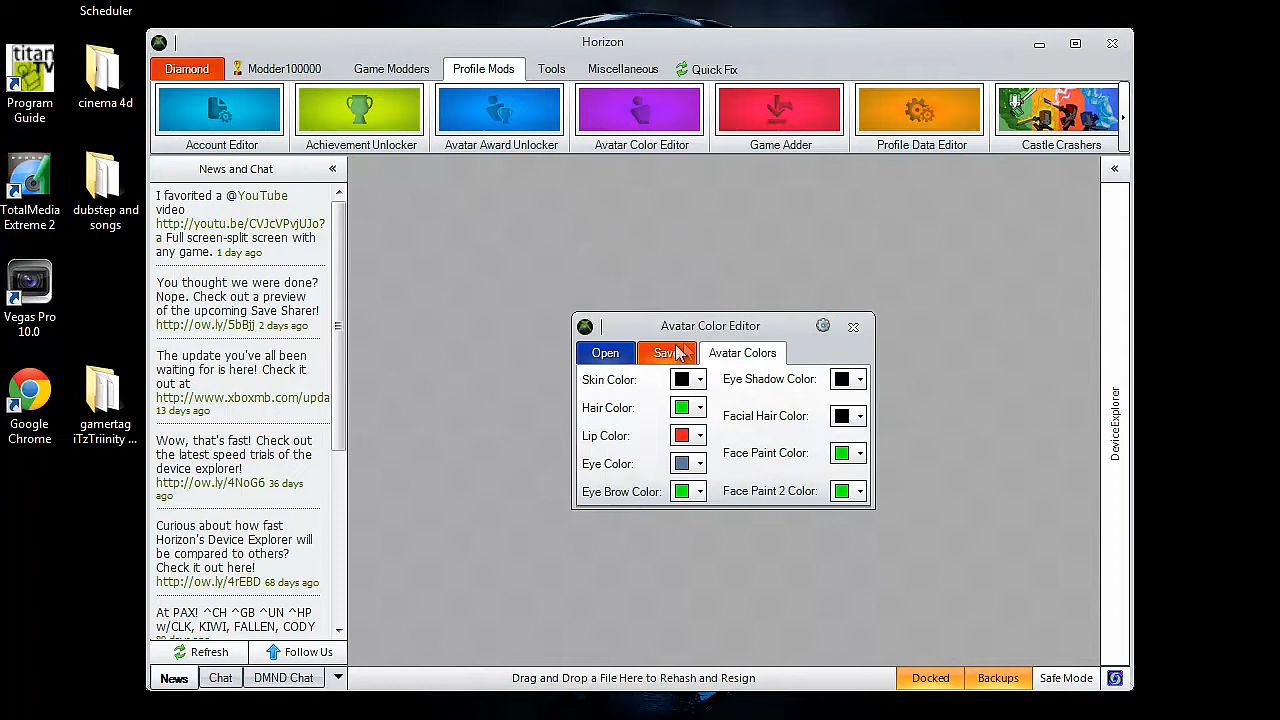 Scheduler
titan
TV
Program
Guide
cinema 4d
TotalMedia
Extreme 2
dubstep and
songs
Vegas Pro
10.0
Google
Chrome
gamertag
iTzTriinity ...
Horizon
Diamond
Modder100000
Game Modders
Profile Mods
Tools
Miscellaneous
Quick Fix
Account Editor
Achievement Unlocker
Avatar Award Unlocker
Avatar Color Editor
Game Adder
Profile Data Editor
Castle Crashers
News and Chat
«
«
I favorited a @YouTube
video
http://youtu.be/CVJcVPvjUJo?
a Full screen-split screen with
any game. 1 day ago
You thought we were done?
Nope. Check out a preview
of the upcoming Save Sharer!
http://ow.ly/5bBjj 2 days ago
The update you've all been
waiting for is here! Check it
out at
http://www.xboxmb.com/upda
13 days ago
Wow, that's fast! Check out
the latest speed trials of the
device explorer!
http://ow.ly/4NoG6 36 days
ago
Curious about how fast
Horizon's Device Explorer will
be compared to others?
Check it out here!
http://ow.ly/4rEBD 68 days ago
At PAX! ^CH ^GB ^UN ^HP
w/CLK, KIWI, FALLEN, CODY
Refresh
Follow Us
News
Chat
DMND Chat
Avatar Color Editor
Open
Save
Avatar Colors
Skin Color:
Hair Color:
Lip Color:
Eye Color:
Eye Brow Color:
Eye Shadow Color:
Facial Hair Color:
Face Paint Color:
Face Paint 2 Color:
DeviceExplorer
Drag and Drop a File Here to Rehash and Resign
Docked
Backups
Safe Mode